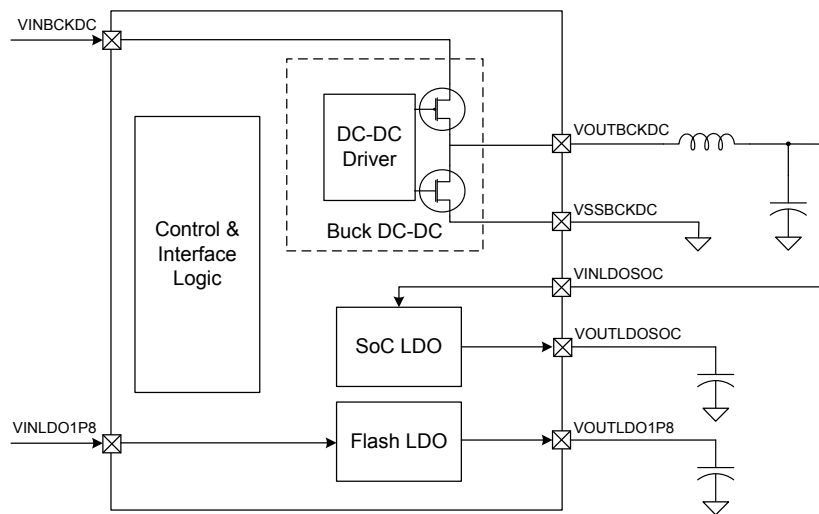 VINBCKDC
DC-DC
Driver
VOUTBCKDC
Control &
Interface
Logic
Buck DC-DC
VSSBCKDC
VINLDOSOC
SoC LDO
VOUTLDOSOC
VINLDO1P8
Flash LDO
VOUTLDO1P8